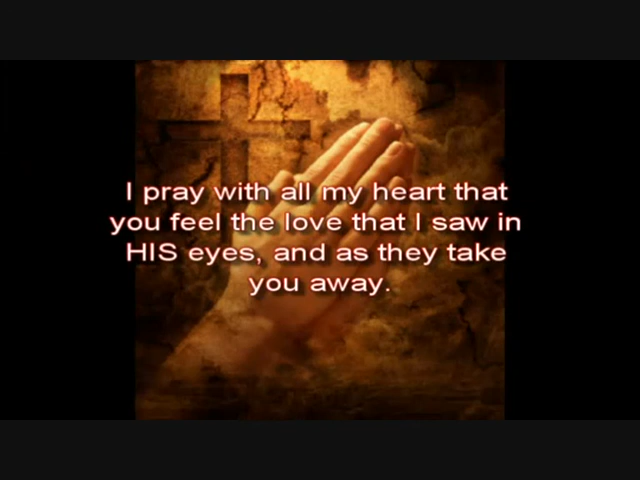 I pray with all my heart that
you feel the love that I saw in
HIS eyes, and as they take
you away.